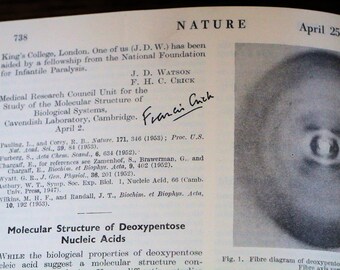 738
NATURE
April 25
King's College, London. One of us (J. D. W.) has been
aided by a fellowship from the National Foundation
for Infantile Paralysis.
J. D. WATSON
F. H. C. CRICK
Medical Research Council Unit for the
Study of the Molecular Structure of
Biological Systems,
Cavendish Laboratory, Cambridge.
April 2.
Francis Crick
Pauling, L., and Corey, R. B., Nature, 171, 346 (1953); Proc. U.S.
Nat. Acad. Sci., 39, 84 (1953).
Furberg, S., Acta Chem. Scand., 6, 634 (1952).
Chargaff, E., for references see Zamenhof, S., Brawerman, G., and
Chargaff, E., Biochim. et Biophys. Acta, 9, 402 (1952).
Wyatt, G. R., J. Gen. Physiol., 36, 201 (1952).
Astbury, W. T., Symp. Soc. Exp. Biol. 1, Nucleic Acid, 66 (Camb.
Univ. Press, 1947).
Wilkins, M. H. F., and Randall, J. T., Biochim. et Biophys. Acta,
10, 192 (1953).
Molecular Structure of Deoxypentose
Nucleic Acids
WHILE the biological properties of deoxypentose
nucleic acid suggest a molecular structure con-
Fig. 1. Fibre diagram of deoxypentos
Fibre axis